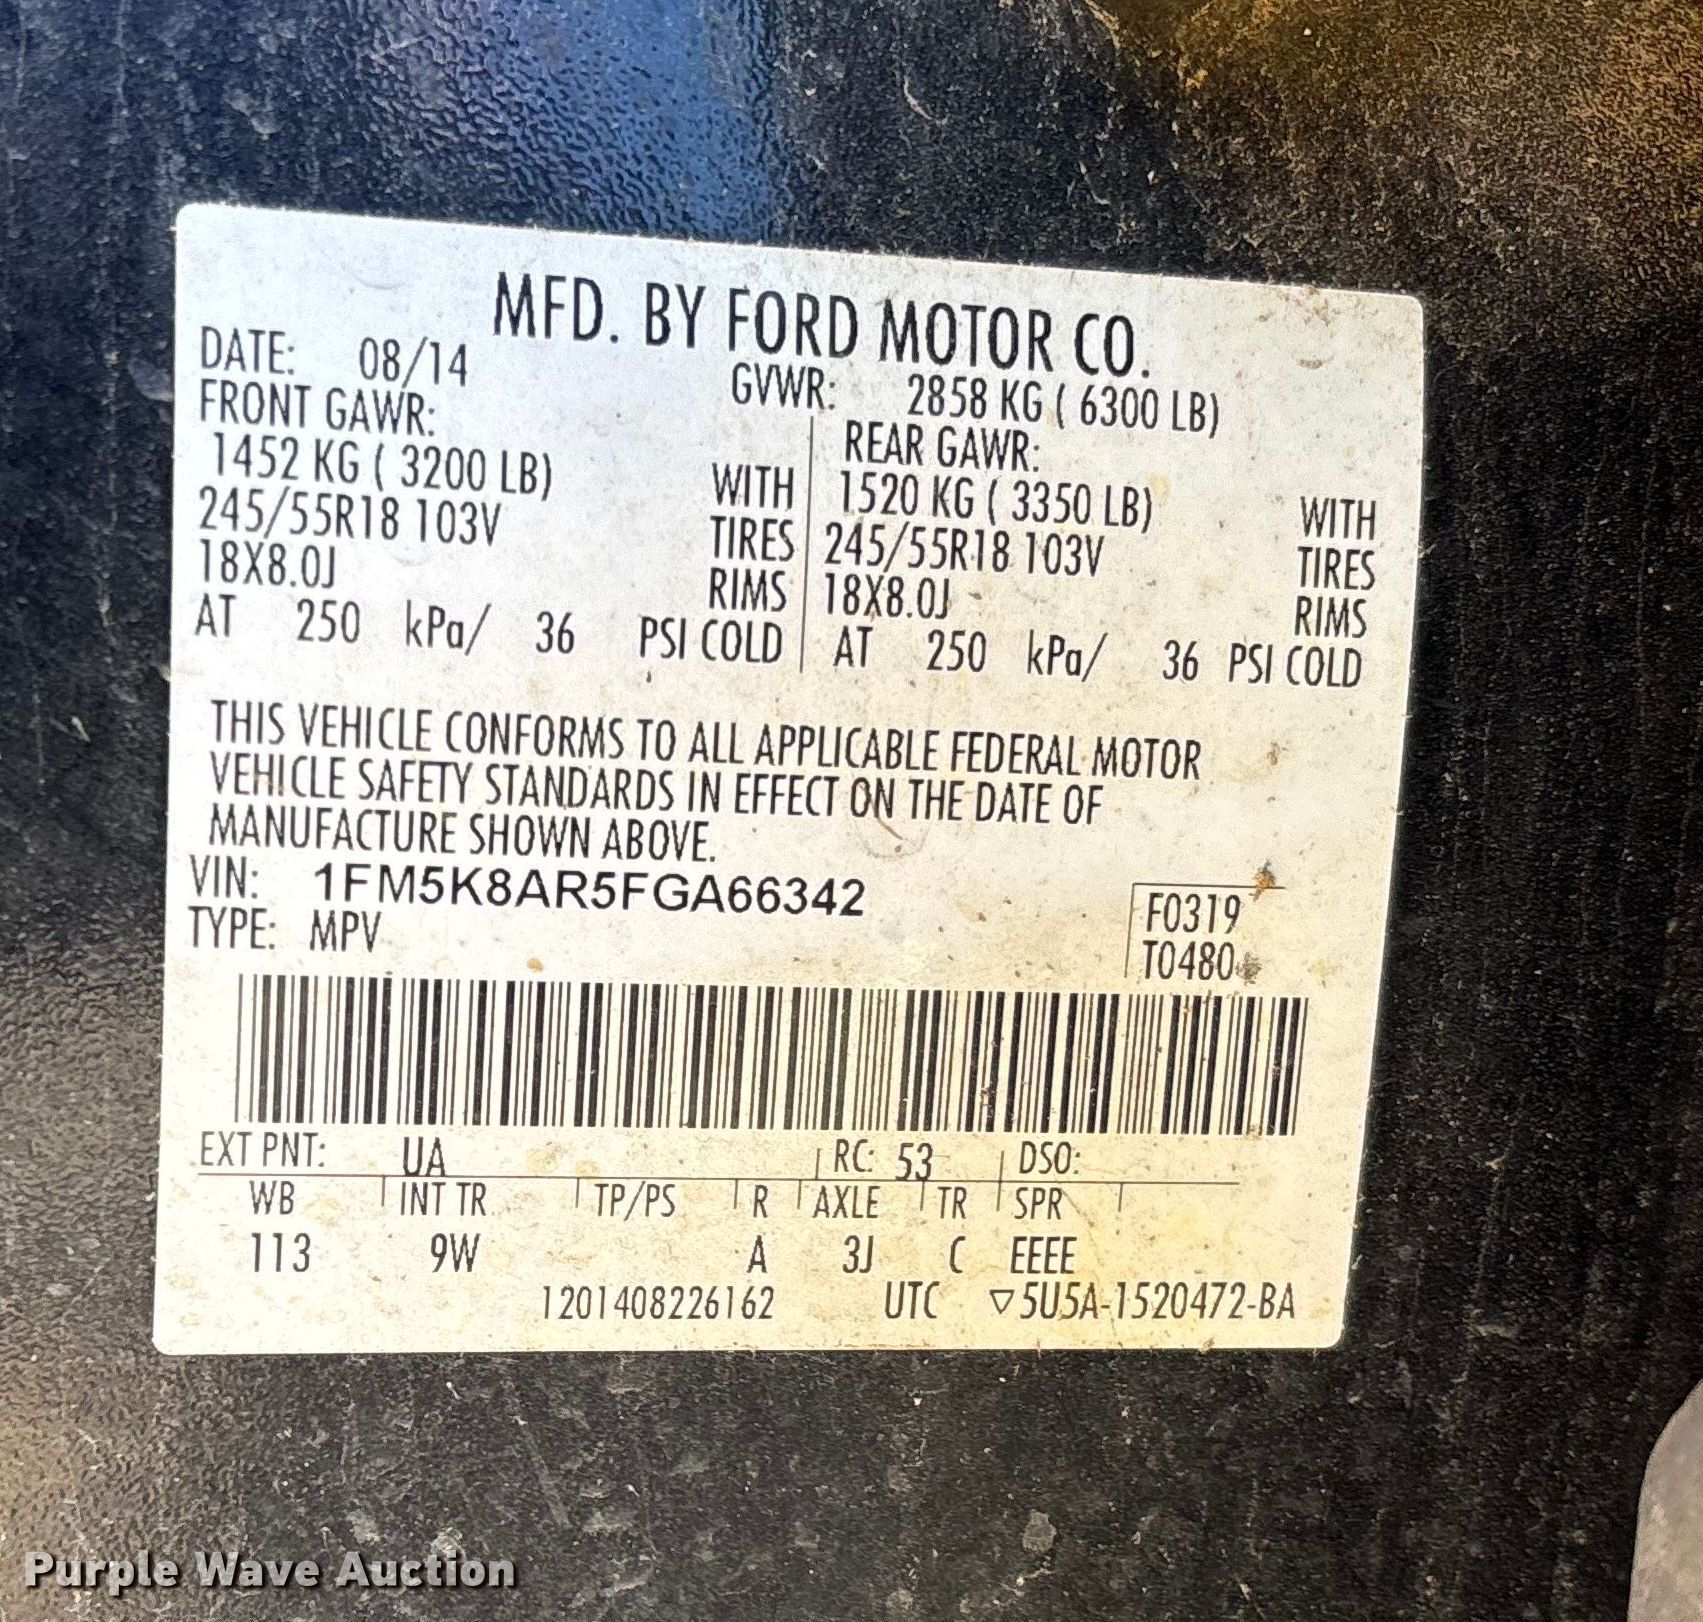 MFD. BY FORD MOTOR CO.
DATE: 08/14 GVWR: 2858 KG ( 6300 LB)
FRONT GAWR: REAR GAWR:
1452 KG ( 3200 LB) WITH 1520 KG ( 3350 LB) WITH
245/55R18 103V TIRES 245/55R18 103V TIRES
18X8.0J RIMS 18X8.0J RIMS
AT 250 kPa/ 36 PSI COLD AT 250 kPa/ 36 PSI COLD
THIS VEHICLE CONFORMS TO ALL APPLICABLE FEDERAL MOTOR
VEHICLE SAFETY STANDARDS IN EFFECT ON THE DATE OF
MANUFACTURE SHOWN ABOVE.
VIN: 1FM5K8AR5FGA66342 F0319
TYPE: MPV T0480
EXT PNT: UA RC: 53 DSO:
WB INT TR TP/PS R AXLE TR SPR
113 9W A 3J C EEEE
1201408226162 UTC ▽5U5A-1520472-BA
Purple Wave Auction